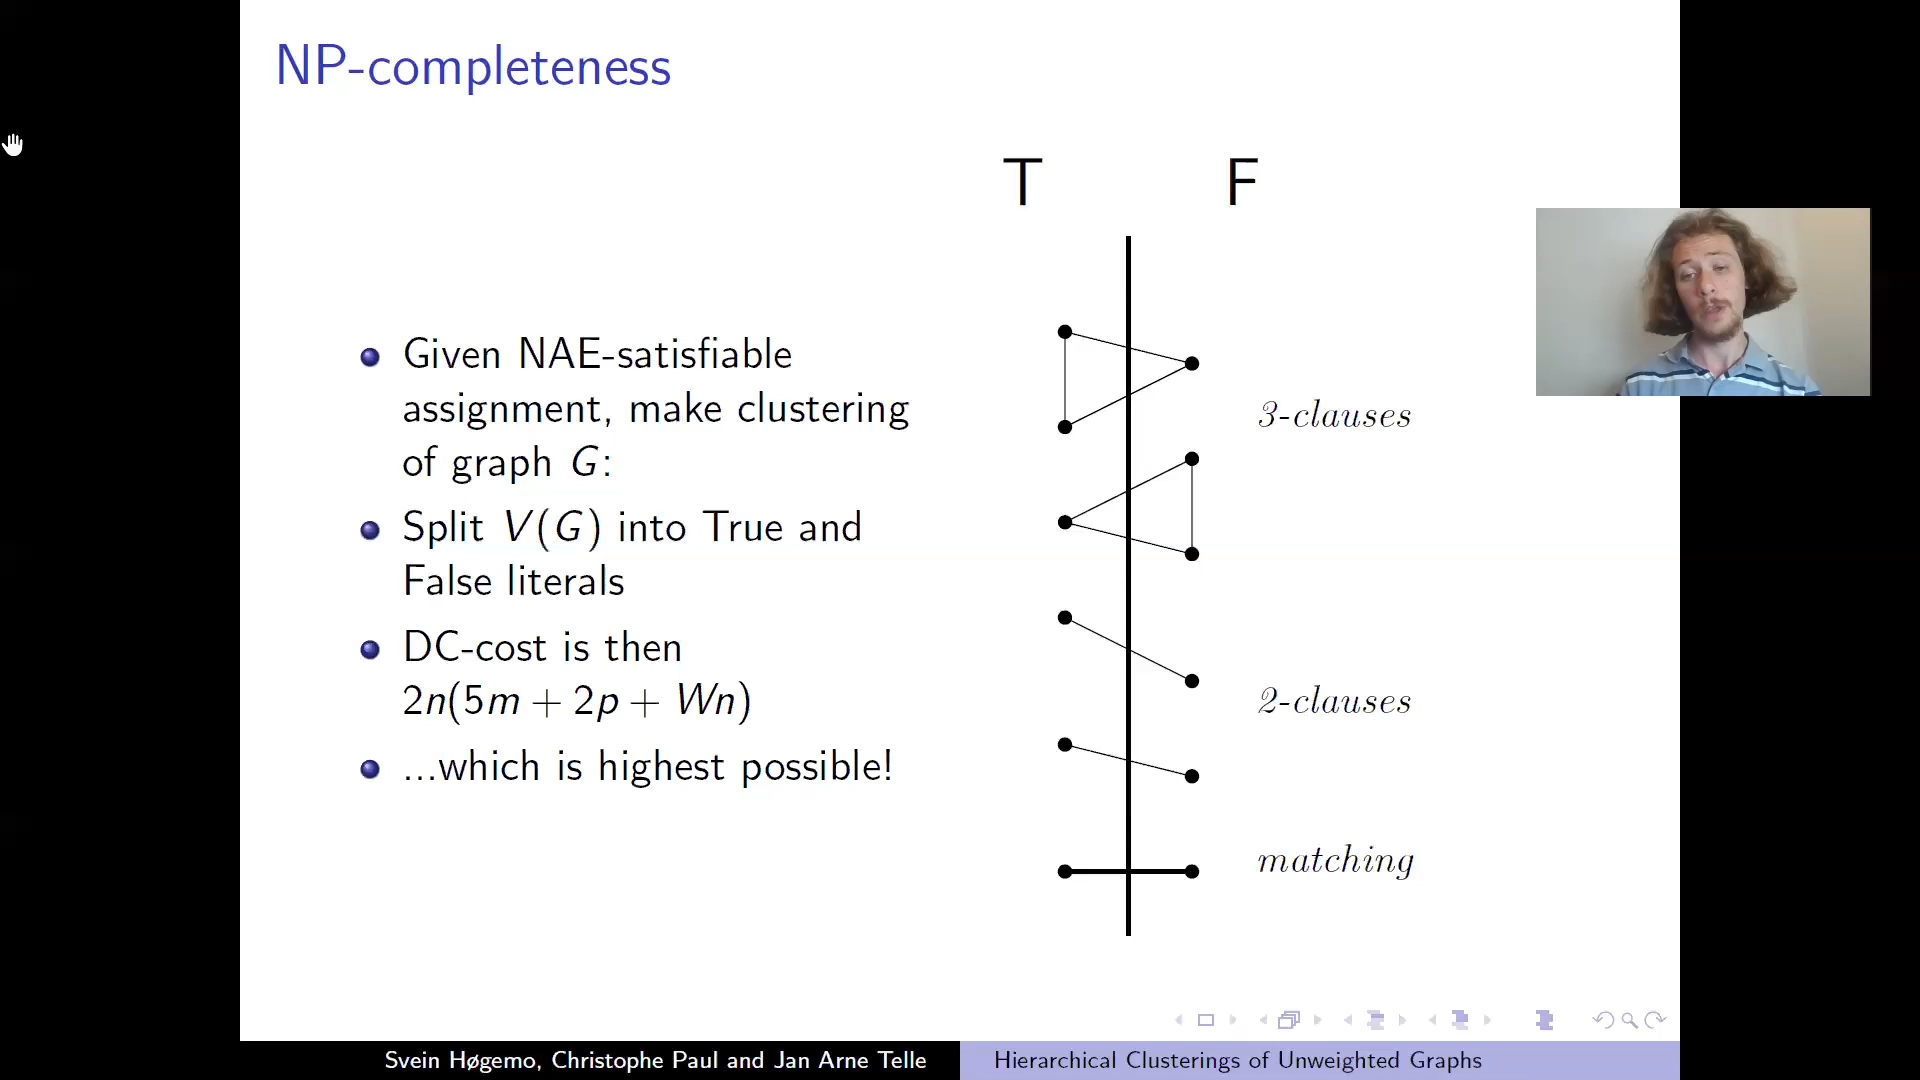 NP-completeness
T F
Given NAE-satisfiable
assignment, make clustering
of graph G:
Split V(G) into True and
False literals
DC-cost is then
2n(5m + 2p + Wn)
...which is highest possible!
3-clauses
2-clauses
matching
Svein Høgemo, Christophe Paul and Jan Arne Telle
Hierarchical Clusterings of Unweighted Graphs